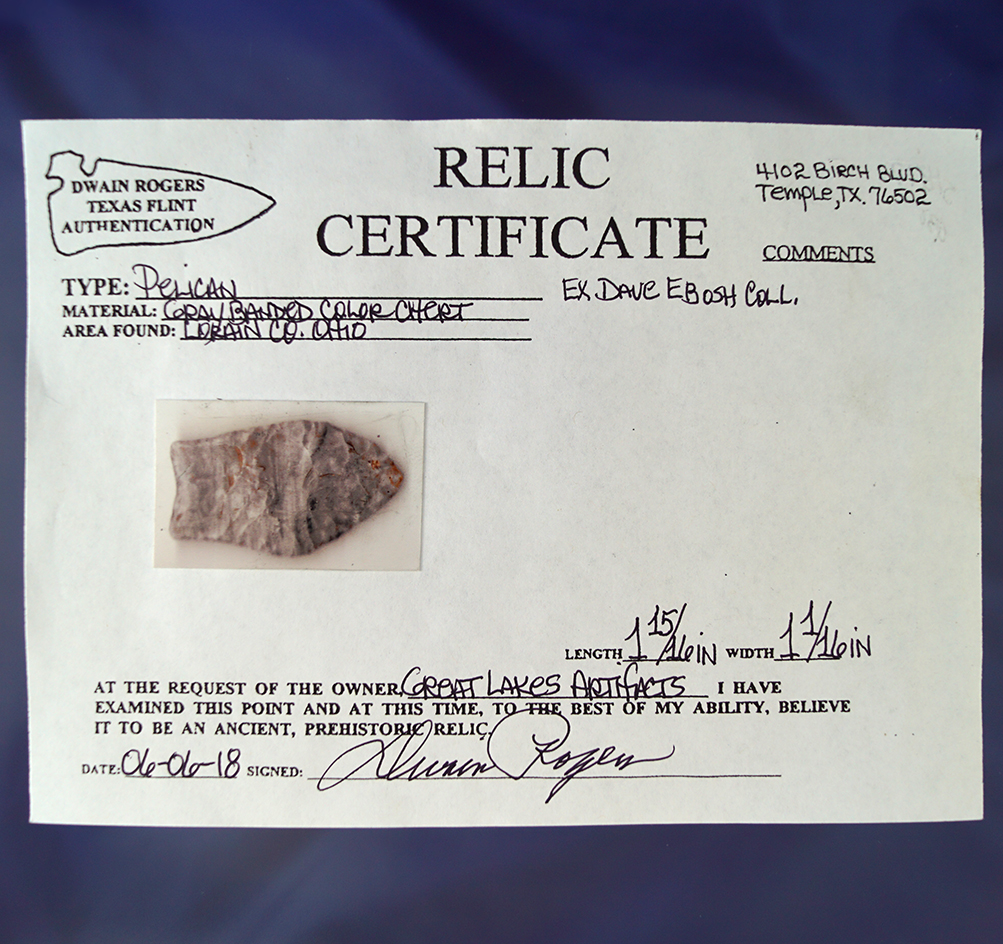 DWAIN ROGERS
TEXAS FLINT
AUTHENTICATION
RELIC
CERTIFICATE
4102 BIRCH BLVD.
Temple, TX. 76502
COMMENTS
TYPE: PELICAN
EX. DAVE EBOSH COLL.
MATERIAL: GRAY BANDED COLOR CHERT
AREA FOUND: LORAIN CO. OHIO
LENGTH 1 15/16 IN WIDTH 1 1/16 IN
AT THE REQUEST OF THE OWNER, GREAT LAKES ARTIFACTS I HAVE
EXAMINED THIS POINT AND AT THIS TIME, TO THE BEST OF MY ABILITY, BELIEVE
IT TO BE AN ANCIENT, PREHISTORIC RELIC.
DATE: 06-06-18 SIGNED: Dwain Rogers